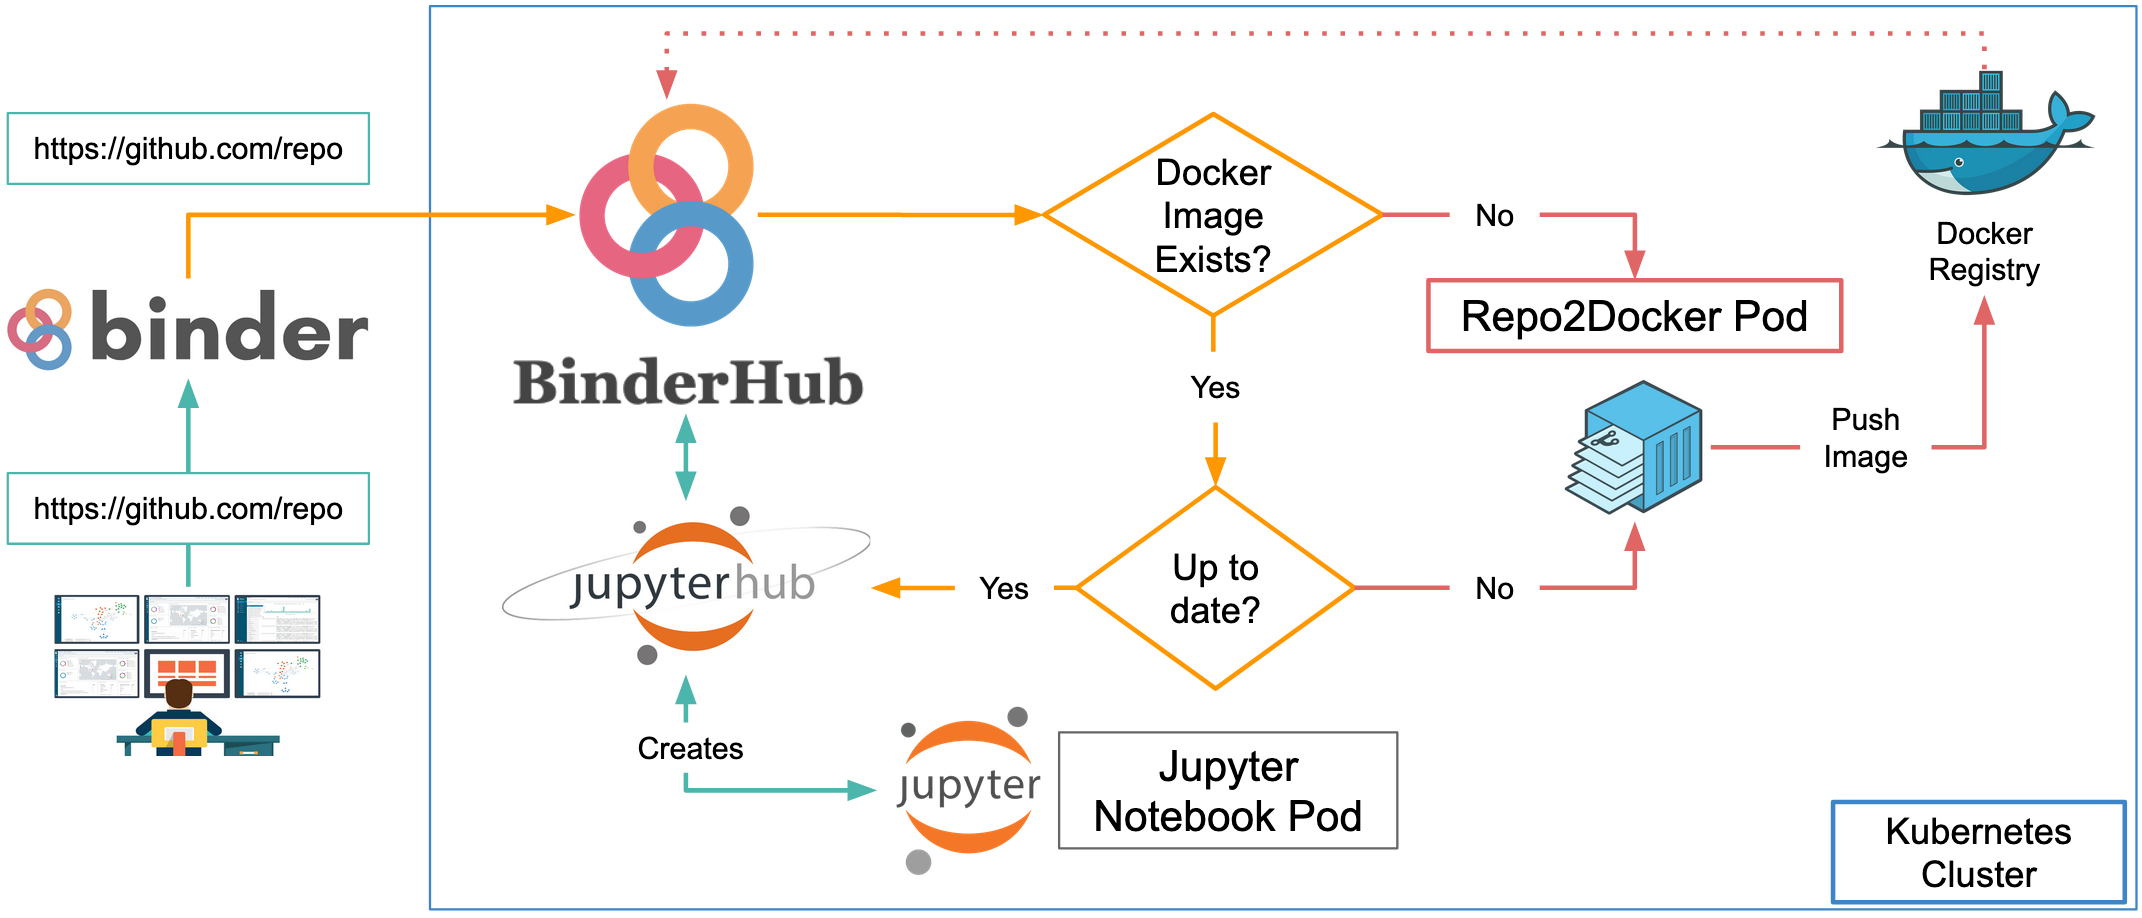 https://github.com/repo
binder
https://github.com/repo
BinderHub
jupyterhub
Creates
jupyter
Jupyter
Notebook Pod
Docker
Image
Exists?
Yes
Up to
date?
Yes
No
No
Repo2Docker Pod
Push
Image
Docker
Registry
Kubernetes
Cluster